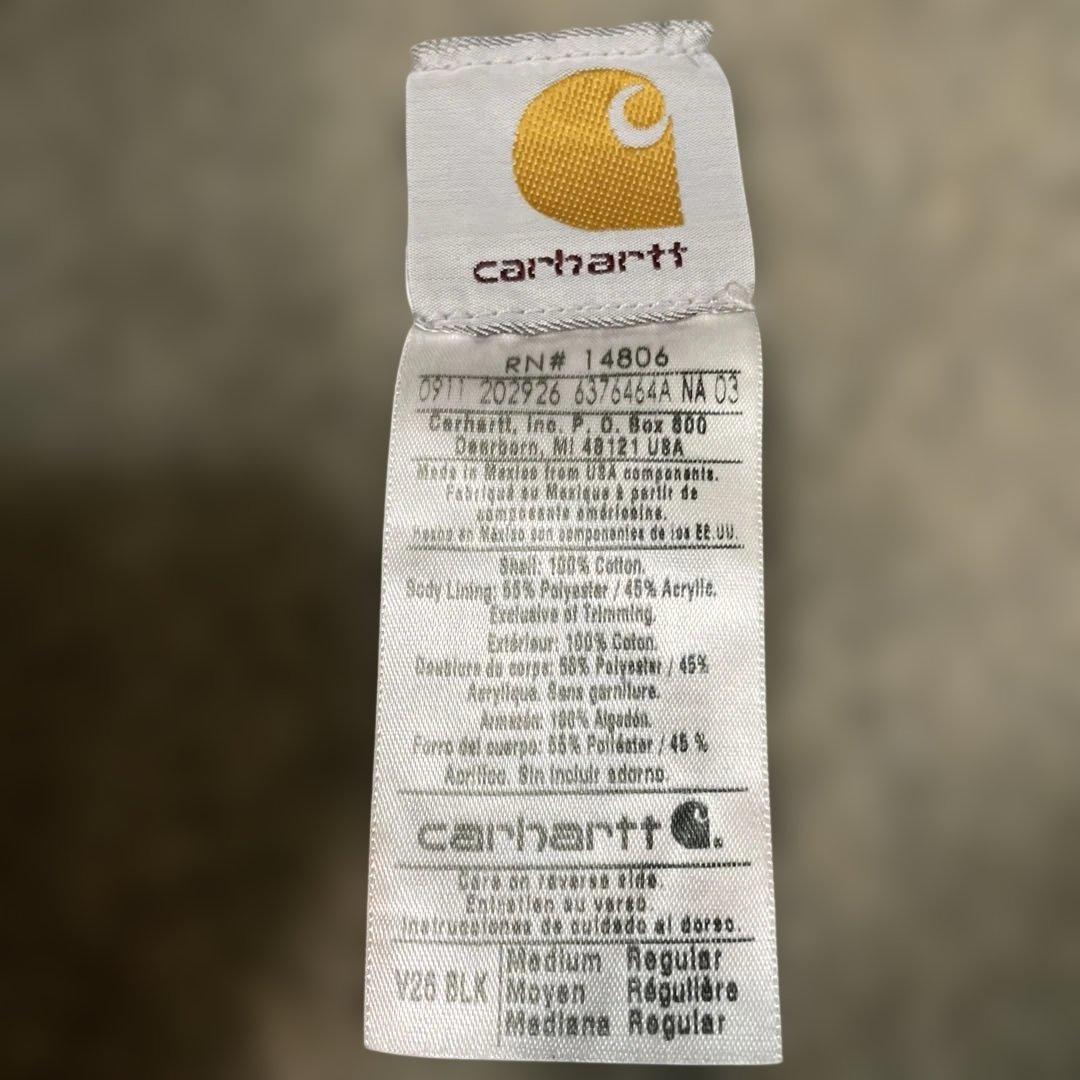 carhartt
RN# 14806
0911 202926 6376464A NA 03
Carhartt, Inc. P. O. Box 600
Dearborn, MI 48121 USA
Made in Mexico from USA components.
Fabriqué au Mexique à partir de
composants américains.
Hecho en México con componentes de los EE.UU.
Shell: 100% Cotton.
Body Lining: 55% Polyester / 45% Acrylic.
Exclusive of Trimming.
Extérieur: 100% Coton.
Doublure du corps: 55% Polyester / 45%
Acrylique. Sans garniture.
Armazón: 100% Algodón.
Forro del cuerpo: 55% Poliéster / 45 %
Acrílico. Sin incluir adorno.
carhartt
Care on reverse side.
Entretien au verso
Instrucciones de cuidado al dorso.
V26 BLK
Medium Regular
Moyen Régulière
Mediana Regular